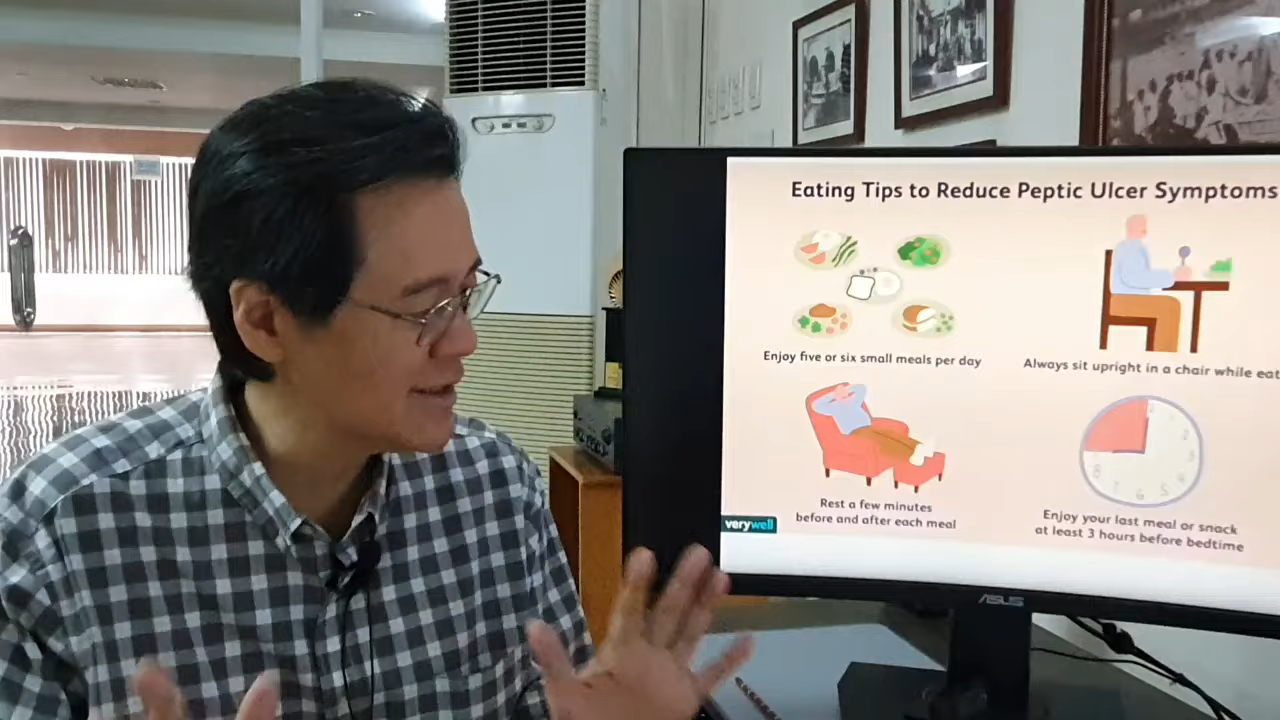 Eating Tips to Reduce Peptic Ulcer Symptoms
Enjoy five or six small meals per day
Always sit upright in a chair while eat
Rest a few minutes
before and after each meal
Enjoy your last meal or snack
at least 3 hours before bedtime
verywell
ASUS